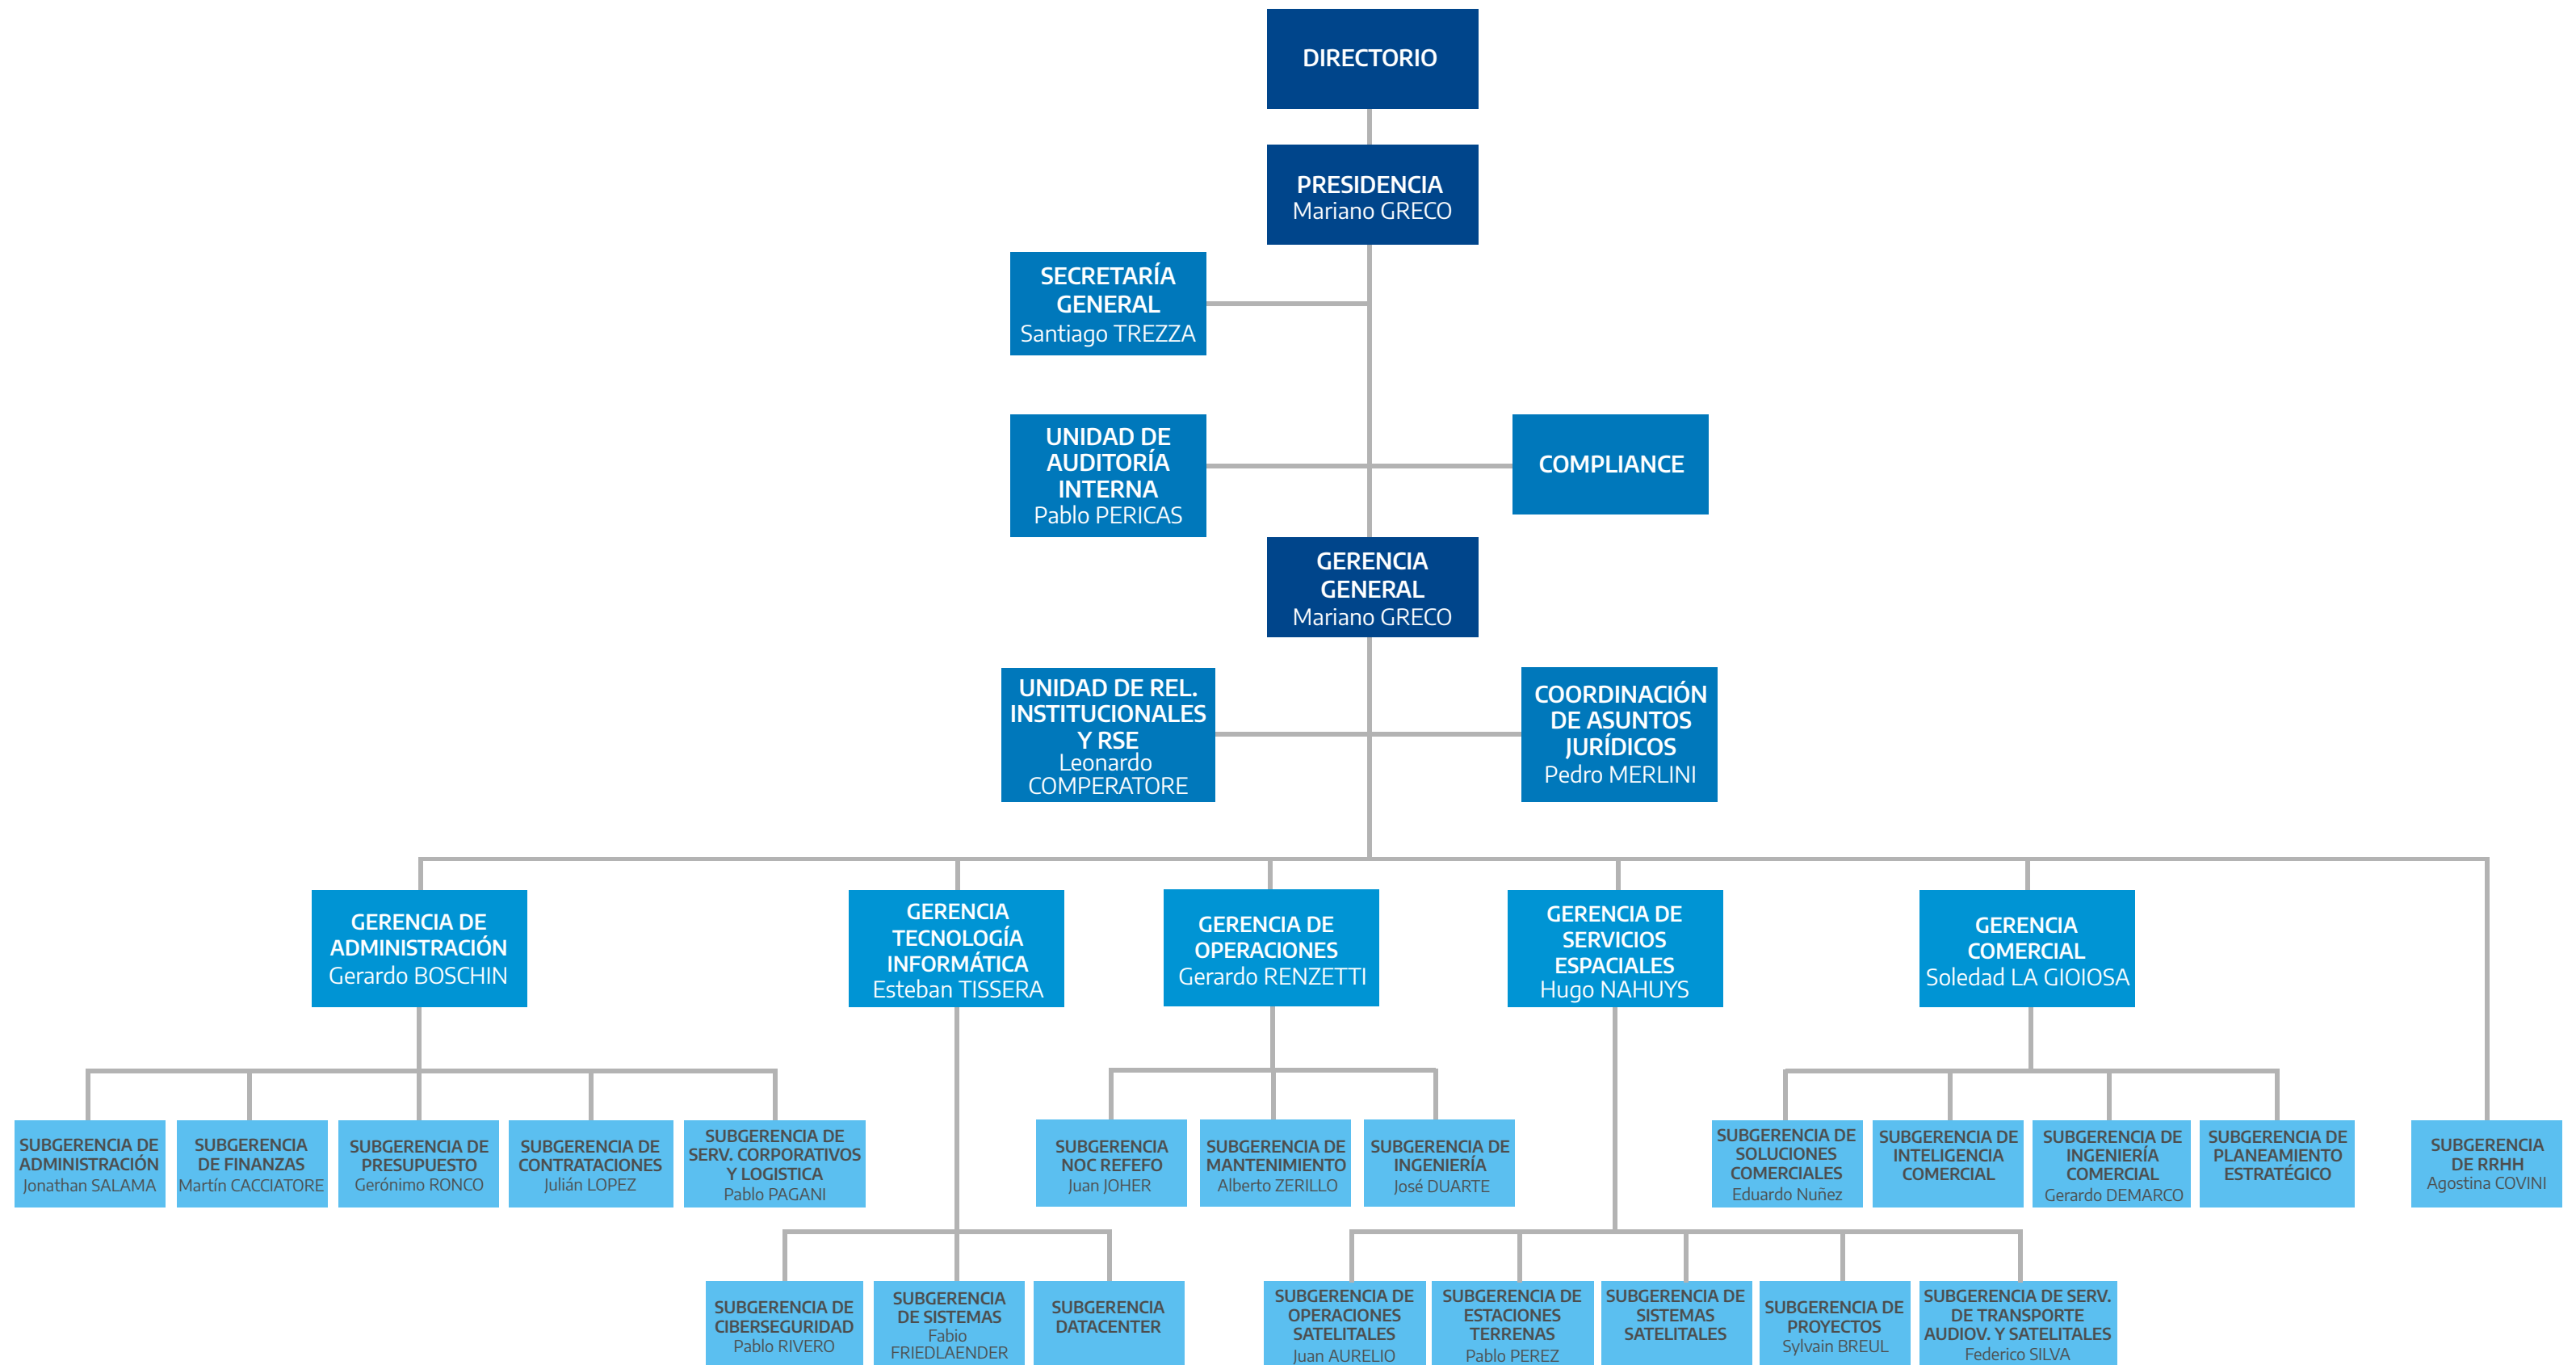 DIRECTORIO
PRESIDENCIA
Mariano GRECO
SECRETARÍA
GENERAL
Santiago TREZZA
UNIDAD DE
AUDITORÍA
INTERNA
Pablo PERICAS
COMPLIANCE
GERENCIA
GENERAL
Mariano GRECO
UNIDAD DE REL.
INSTITUCIONALES
Y RSE
Leonardo
COMPERATORE
COORDINACIÓN
DE ASUNTOS
JURÍDICOS
Pedro MERLINI
GERENCIA DE
ADMINISTRACIÓN
Gerardo BOSCHIN
GERENCIA
TECNOLOGÍA
INFORMÁTICA
Esteban TISSERA
GERENCIA DE
OPERACIONES
Gerardo RENZETTI
GERENCIA DE
SERVICIOS
ESPACIALES
Hugo NAHUYS
GERENCIA
COMERCIAL
Soledad LA GIOIOSA
SUBGERENCIA DE
ADMINISTRACIÓN
Jonathan SALAMA
SUBGERENCIA
DE FINANZAS
Martín CACCIATORE
SUBGERENCIA DE
PRESUPUESTO
Gerónimo RONCO
SUBGERENCIA DE
CONTRATACIONES
Julián LOPEZ
SUBGERENCIA DE
SERV. CORPORATIVOS
Y LOGISTICA
Pablo PAGANI
SUBGERENCIA
NOC REFEFO
Juan JOHER
SUBGERENCIA DE
MANTENIMIENTO
Alberto ZERILLO
SUBGERENCIA DE
INGENIERÍA
José DUARTE
SUBGERENCIA DE
SOLUCIONES
COMERCIALES
Eduardo Nuñez
SUBGERENCIA DE
INTELIGENCIA
COMERCIAL
SUBGERENCIA DE
INGENIERÍA
COMERCIAL
Gerardo DEMARCO
SUBGERENCIA DE
PLANEAMIENTO
ESTRATÉGICO
SUBGERENCIA
DE RRHH
Agostina COVINI
SUBGERENCIA DE
CIBERSEGURIDAD
Pablo RIVERO
SUBGERENCIA
DE SISTEMAS
Fabio
FRIEDLAENDER
SUBGERENCIA
DATACENTER
SUBGERENCIA DE
OPERACIONES
SATELITALES
Juan AURELIO
SUBGERENCIA DE
ESTACIONES
TERRENAS
Pablo PEREZ
SUBGERENCIA DE
SISTEMAS
SATELITALES
SUBGERENCIA DE
PROYECTOS
Sylvain BREUL
SUBGERENCIA DE SERV.
DE TRANSPORTE
AUDIOV. Y SATELITALES
Federico SILVA